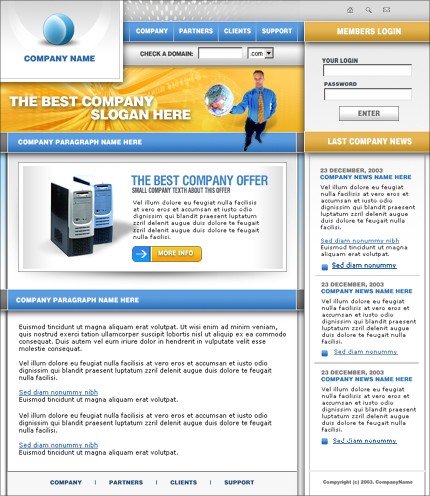 COMPANY NAME
COMPANY PARTNERS CLIENTS SUPPORT
CHECK A DOMAIN: .com
THE BEST COMPANY
SLOGAN HERE
MEMBERS LOGIN
YOUR LOGIN
PASSWORD
ENTER
COMPANY PARAGRAPH NAME HERE
THE BEST COMPANY OFFER
SMALL COMPANY TEXTH ABOUT THIS OFFER
Vel illum dolore eu feugiat
nulla facilisis at vero eros
at vero eros et accumsan et iusto odio
dignissim qui blandit praesent luptatum
zzril delenit augue duis dolore te feugait
nulla facilisi.
MORE INFO
COMPANY PARAGRAPH NAME HERE
Euismod tincidunt ut magna aliquam erat volutpat. Ut wisi enim ad minim veniam,
quis nostrud exerci tation ullamcorper suscipit lobortis nisl ut aliquip ex ea commodo
consequat. Duis autem vel eum iriure dolor in hendrerit in vulputate velit esse
molestie consequat.
Vel illum dolore eu feugiat nulla facilisis at vero eros et accumsan et iusto odio
dignissim qui blandit praesent luptatum zzril delenit augue duis dolore te feugait
nulla facilisi.
Sed diam nonummy nibh
Euismod tincidunt ut magna aliquam erat volutpat.
Vel illum dolore eu feugiat nulla facilisis at vero eros et accumsan et iusto odio
dignissim qui blandit praesent luptatum zzril delenit augue duis dolore te feugait
nulla facilisi.
Sed diam nonummy nibh
Euismod tincidunt ut magna aliquam erat volutpat.
COMPANY | PARTNERS | CLIENTS | SUPPORT
LAST COMPANY NEWS
23 DECEMBER, 2003
COMPANY NEWS NAME HERE
Vel illum dolore eu feugiat
nulla facilisis at vero eros
et accumsan et iusto odio
dignissim qui blandit praesent
luptatum zzril delenit augue
duis dolore te feugait nulla
facilisi.
Sed diam nonummy nibh
Euismod tincidunt ut magna
aliquam erat volutpat.
Sed diam nonummy
23 DECEMBER, 2003
COMPANY NEWS NAME HERE
Vel illum dolore eu feugiat
nulla facilisis at vero eros
et accumsan et iusto odio
dignissim qui blandit praesent
luptatum zzril delenit augue
duis dolore te feugait nulla
facilisi.
Sed diam nonummy
23 DECEMBER, 2003
COMPANY NEWS NAME HERE
Vel illum dolore eu feugiat
nulla facilisis at vero eros
et accumsan et iusto odio
dignissim qui blandit praesent
luptatum zzril delenit augue
duis dolore te feugait nulla
facilisi.
Sed diam nonummy
Copyright (c) 2003. CompanyName